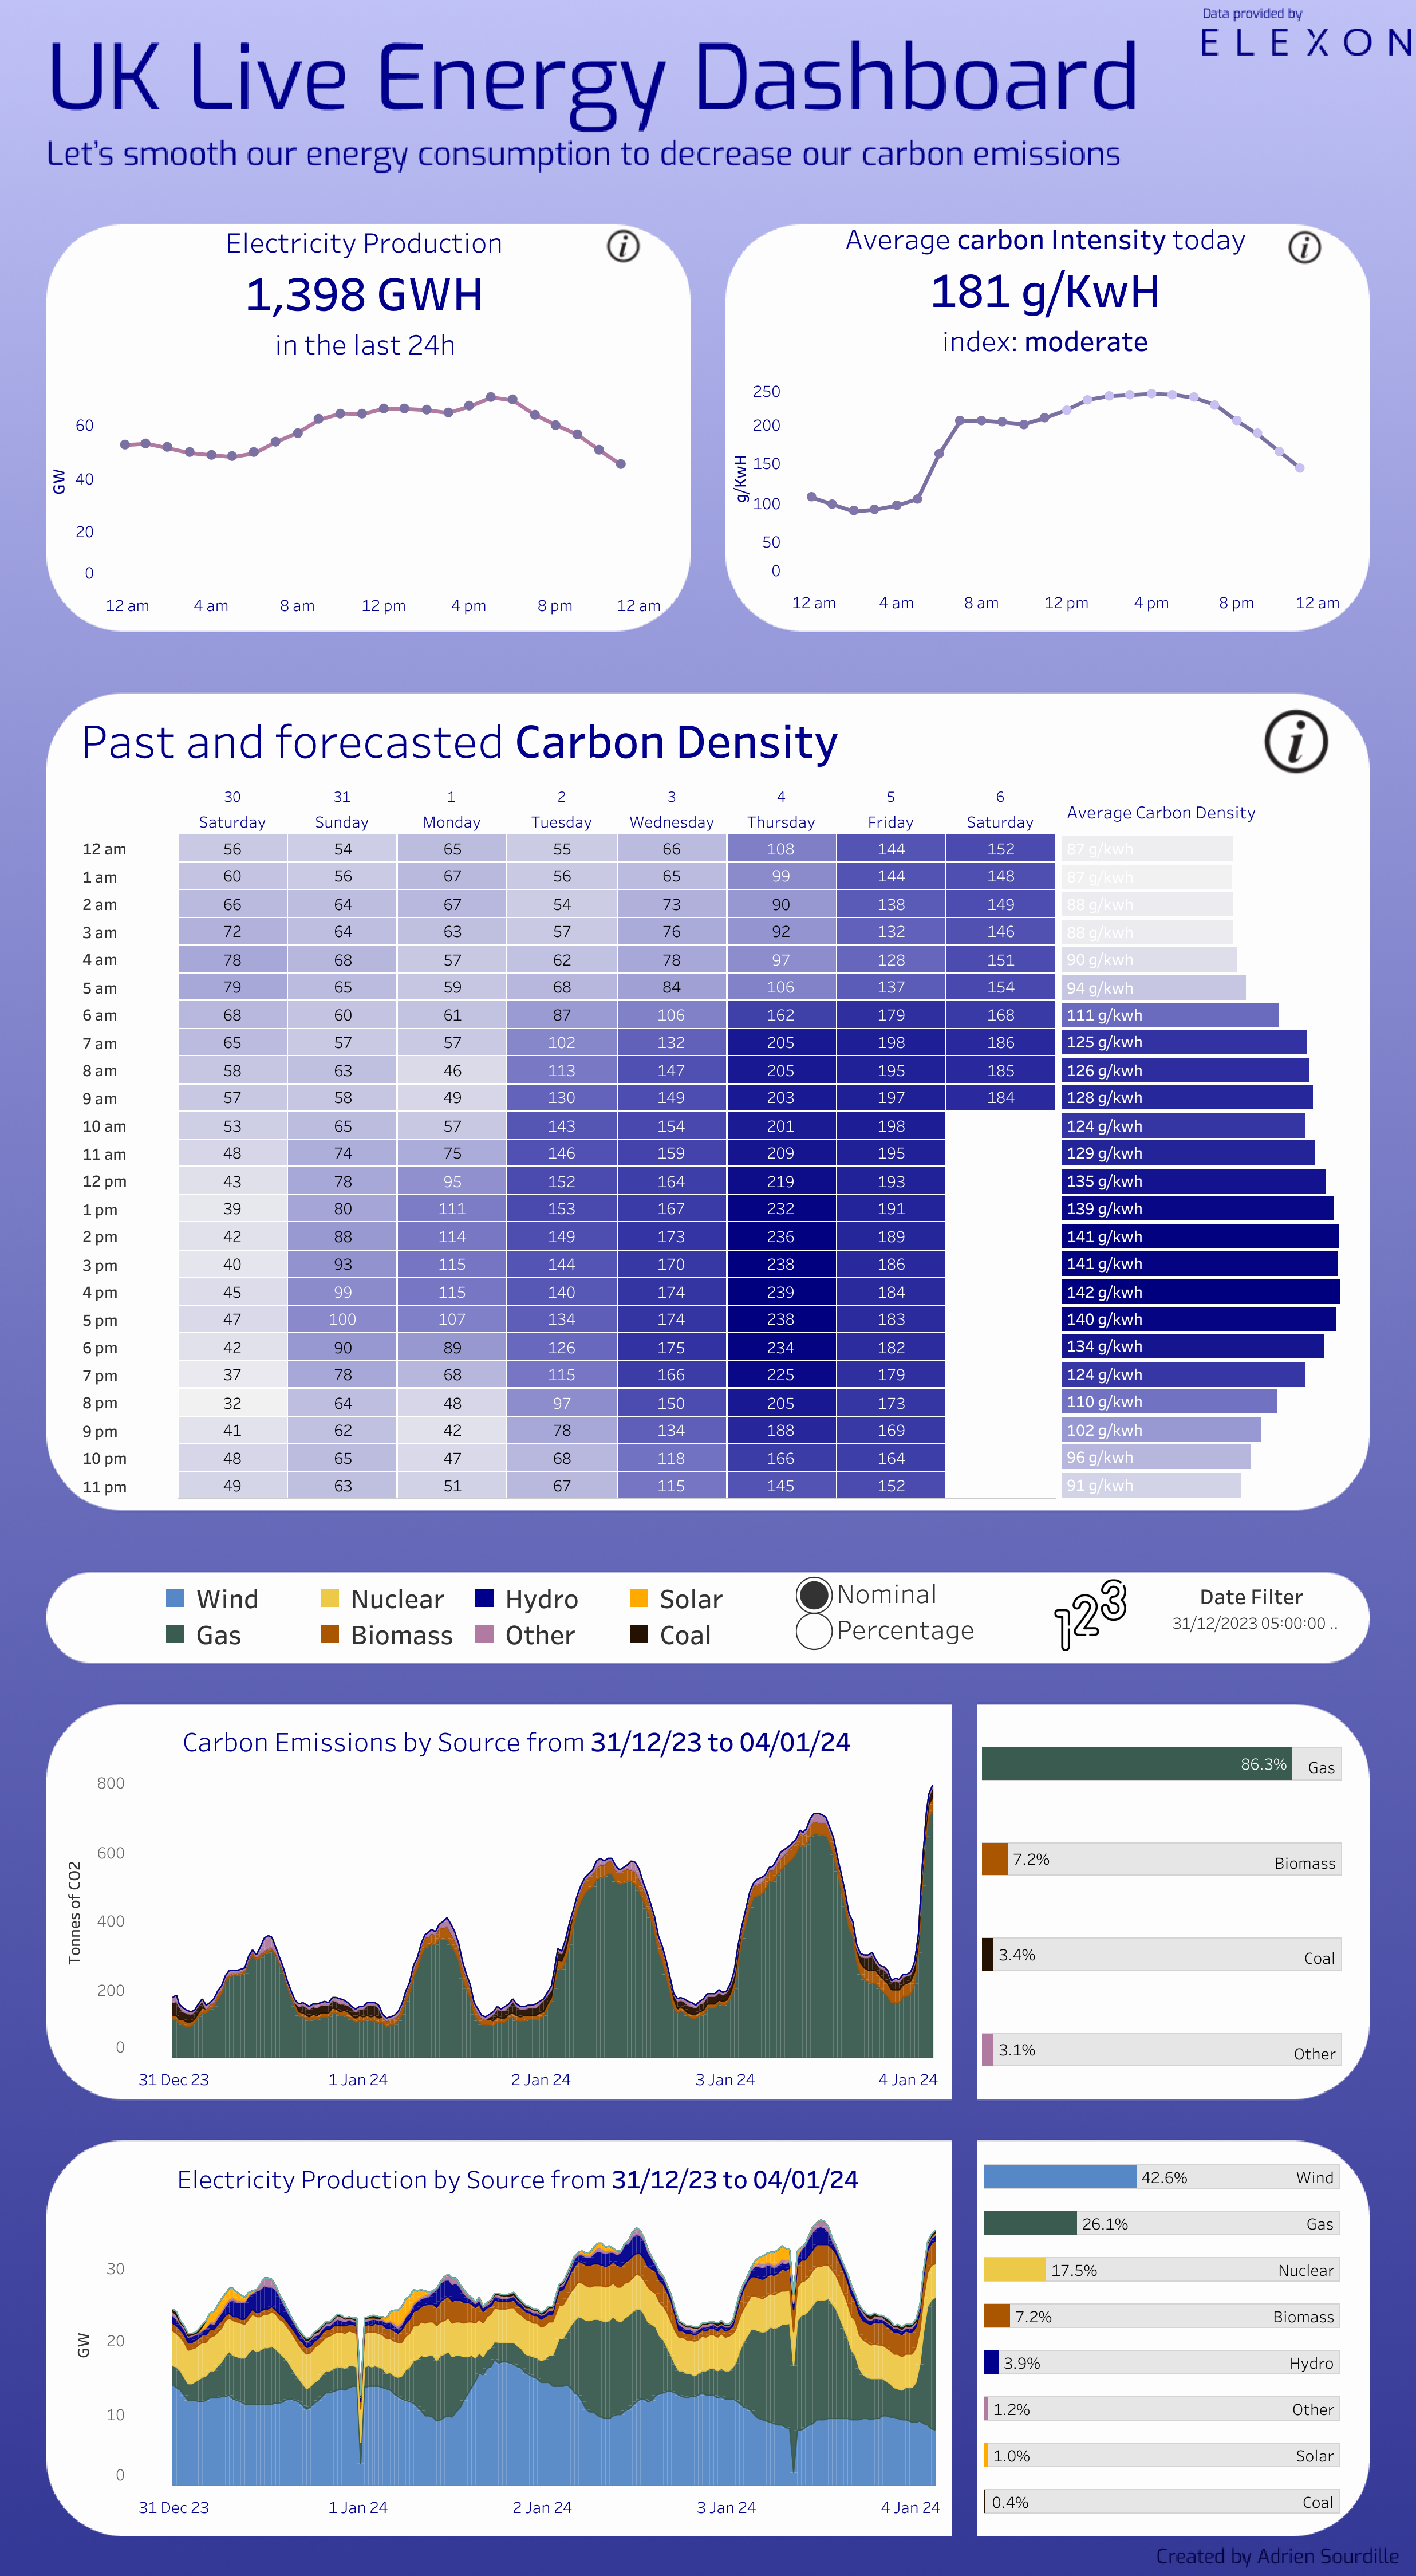 Data provided by
ELEXON
UK Live Energy Dashboard
Let's smooth our energy consumption to decrease our carbon emissions
Electricity Production
1,398 GWH
in the last 24h
60
40
20
0
GW
12 am 4 am 8 am 12 pm 4 pm 8 pm 12 am
Average carbon Intensity today
181 g/KwH
index: moderate
250
200
150
100
50
0
g/KwH
12 am 4 am 8 am 12 pm 4 pm 8 pm 12 am
Past and forecasted Carbon Density
30 31 1 2 3 4 5 6
Saturday Sunday Monday Tuesday Wednesday Thursday Friday Saturday Average Carbon Density
12 am 56 54 65 55 66 108 144 152 87 g/kwh
1 am 60 56 67 56 65 99 144 148 87 g/kwh
2 am 66 64 67 54 73 90 138 149 88 g/kwh
3 am 72 64 63 57 76 92 132 146 88 g/kwh
4 am 78 68 57 62 78 97 128 151 90 g/kwh
5 am 79 65 59 68 84 106 137 154 94 g/kwh
6 am 68 60 61 87 106 162 179 168 111 g/kwh
7 am 65 57 57 102 132 205 198 186 125 g/kwh
8 am 58 63 46 113 147 205 195 185 126 g/kwh
9 am 57 58 49 130 149 203 197 184 128 g/kwh
10 am 53 65 57 143 154 201 198 124 g/kwh
11 am 48 74 75 146 159 209 195 129 g/kwh
12 pm 43 78 95 152 164 219 193 135 g/kwh
1 pm 39 80 111 153 167 232 191 139 g/kwh
2 pm 42 88 114 149 173 236 189 141 g/kwh
3 pm 40 93 115 144 170 238 186 141 g/kwh
4 pm 45 99 115 140 174 239 184 142 g/kwh
5 pm 47 100 107 134 174 238 183 140 g/kwh
6 pm 42 90 89 126 175 234 182 134 g/kwh
7 pm 37 78 68 115 166 225 179 124 g/kwh
8 pm 32 64 48 97 150 205 173 110 g/kwh
9 pm 41 62 42 78 134 188 169 102 g/kwh
10 pm 48 65 47 68 118 166 164 96 g/kwh
11 pm 49 63 51 67 115 145 152 91 g/kwh
Wind Nuclear Hydro Solar
Gas Biomass Other Coal
Nominal
Percentage
123
Date Filter
31/12/2023 05:00:00 ..
Carbon Emissions by Source from 31/12/23 to 04/01/24
800
600
400
200
0
Tonnes of CO2
31 Dec 23 1 Jan 24 2 Jan 24 3 Jan 24 4 Jan 24
86.3% Gas
7.2% Biomass
3.4% Coal
3.1% Other
Electricity Production by Source from 31/12/23 to 04/01/24
30
20
10
0
GW
31 Dec 23 1 Jan 24 2 Jan 24 3 Jan 24 4 Jan 24
42.6% Wind
26.1% Gas
17.5% Nuclear
7.2% Biomass
3.9% Hydro
1.2% Other
1.0% Solar
0.4% Coal
Created by Adrien Sourdille